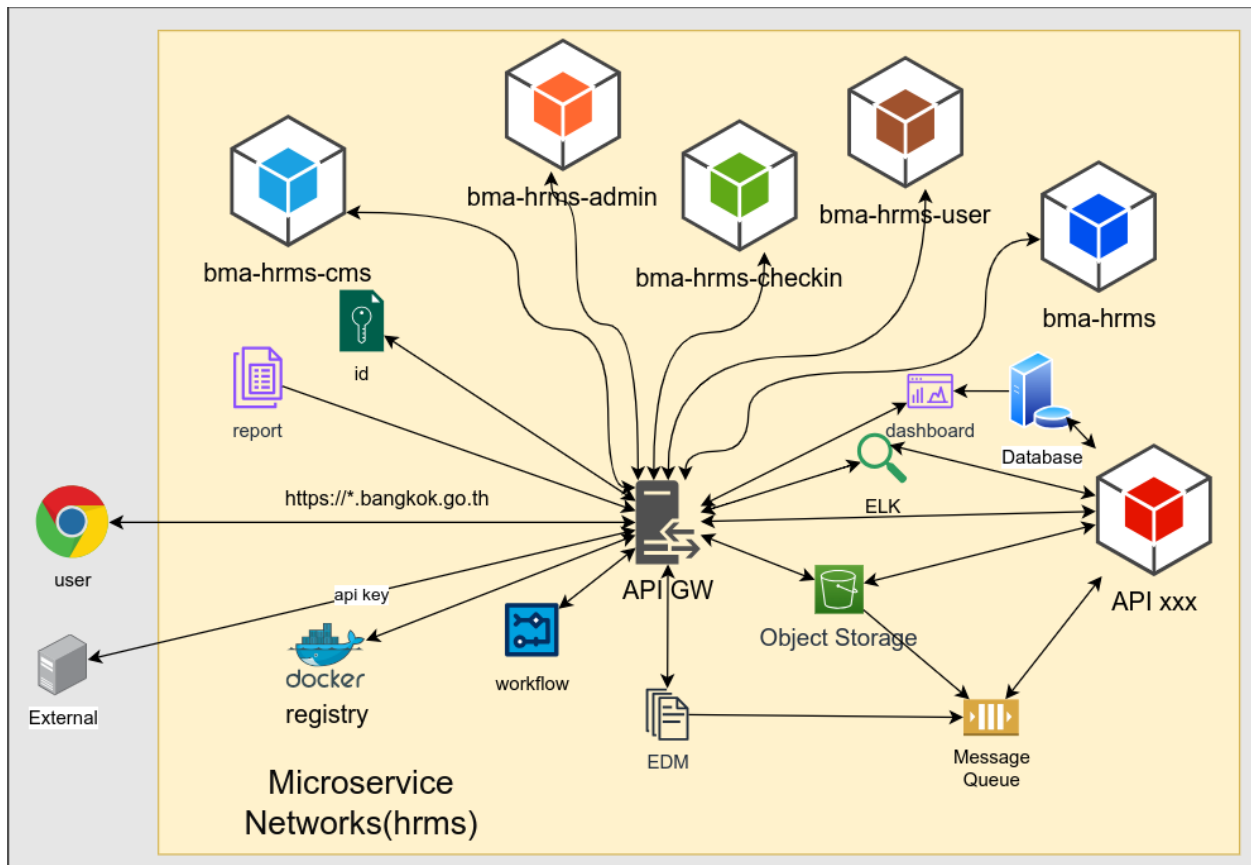 bma-hrms-admin
bma-hrms-user
bma-hrms-cms
bma-hrms-checkin
bma-hrms
id
report
dashboard
Database
https://*.bangkok.go.th
ELK
user
API GW
api key
API xxx
Object Storage
docker
registry
workflow
External
EDM
Message
Queue
Microservice
Networks(hrms)